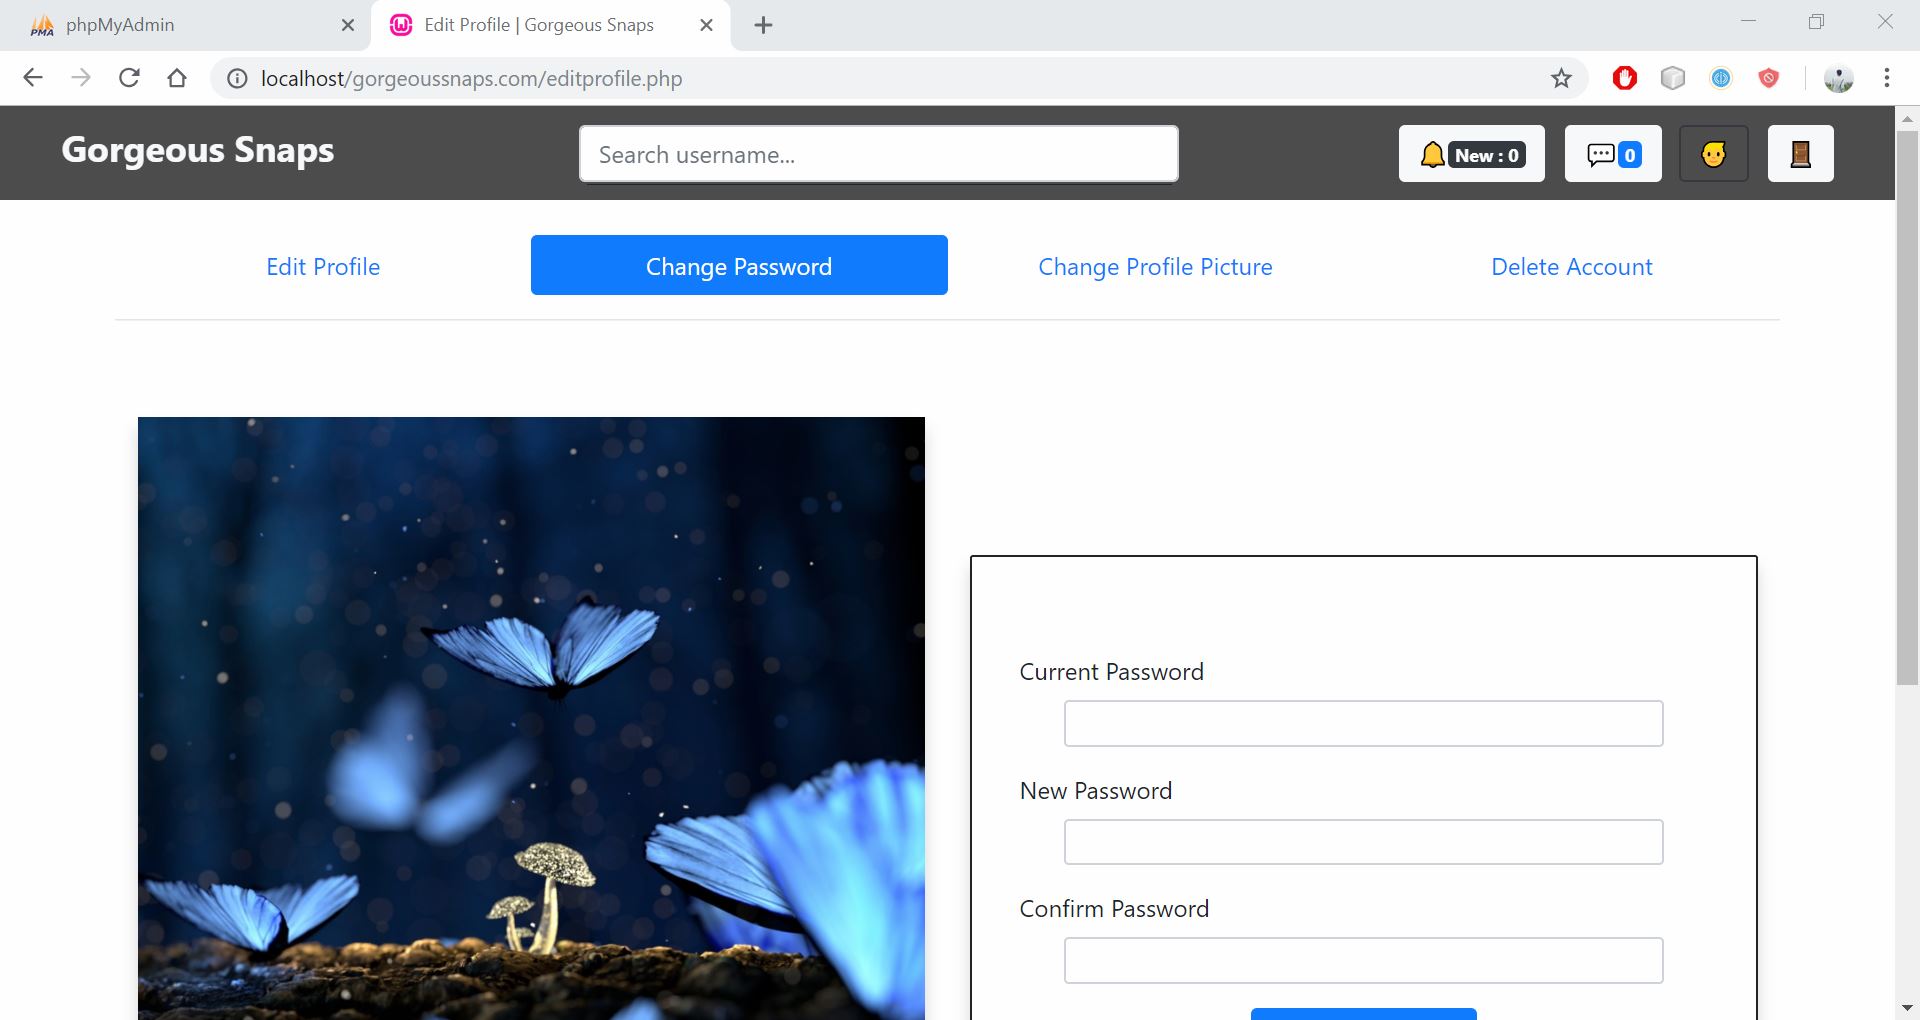 phpMyAdmin
Edit Profile | Gorgeous Snaps
localhost/gorgeoussnaps.com/editprofile.php
Gorgeous Snaps
Search username...
New : 0
0
Edit Profile
Change Password
Change Profile Picture
Delete Account
Current Password
New Password
Confirm Password